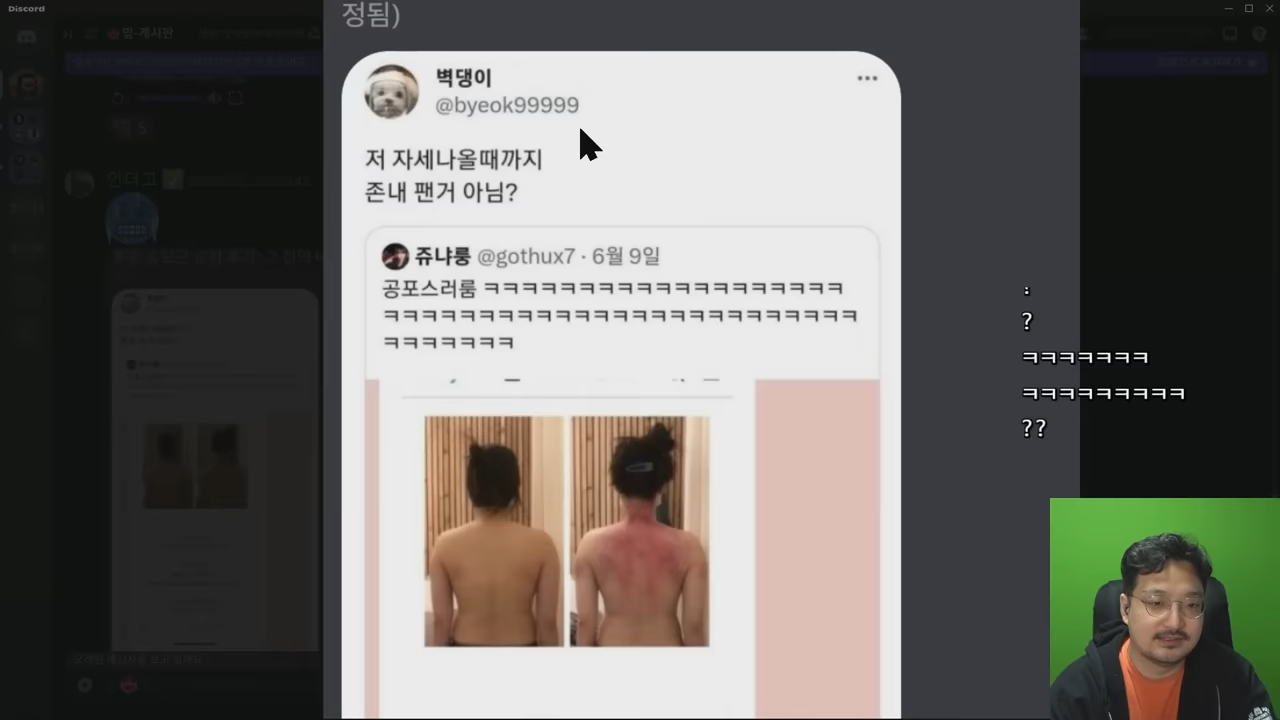 Discord
정됨)
벽댕이
@byeok99999
저 자세나올때까지
존내 팬거 아님?
쥬냐룽 @gothux7 · 6월 9일
공포스러룸 ㅋㅋㅋㅋㅋㅋㅋㅋㅋㅋㅋㅋㅋㅋㅋㅋㅋㅋㅋ
ㅋㅋㅋㅋㅋㅋㅋㅋㅋㅋㅋㅋㅋㅋㅋㅋㅋㅋㅋㅋㅋㅋㅋㅋㅋ
ㅋㅋㅋㅋㅋㅋㅋ
:
?
ㅋㅋㅋㅋㅋㅋㅋ
ㅋㅋㅋㅋㅋㅋㅋㅋㅋ
??